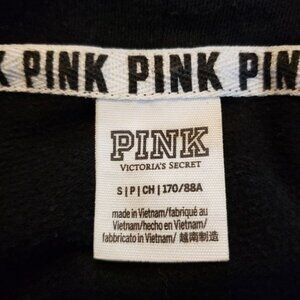 K PINK PINK PIN
PINK
VICTORIA'S SECRET
S | P | CH | 170/88A
made in Vietnam/fabriqué au
Vietnam/hecho en Vietnam/
fabbricato in Vietnam/ 越南制造